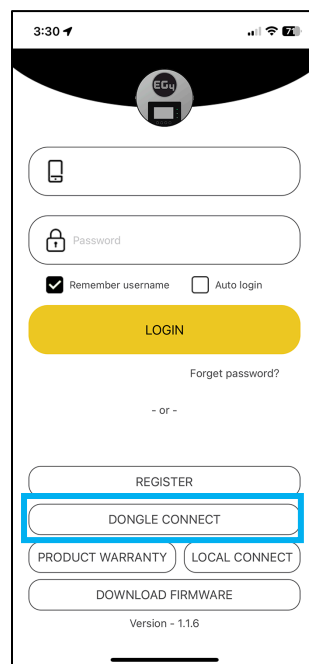 3:30
71
EG4
Password
Remember username Auto login
LOGIN
Forget password?
- or -
REGISTER
DONGLE CONNECT
PRODUCT WARRANTY LOCAL CONNECT
DOWNLOAD FIRMWARE
Version - 1.1.6